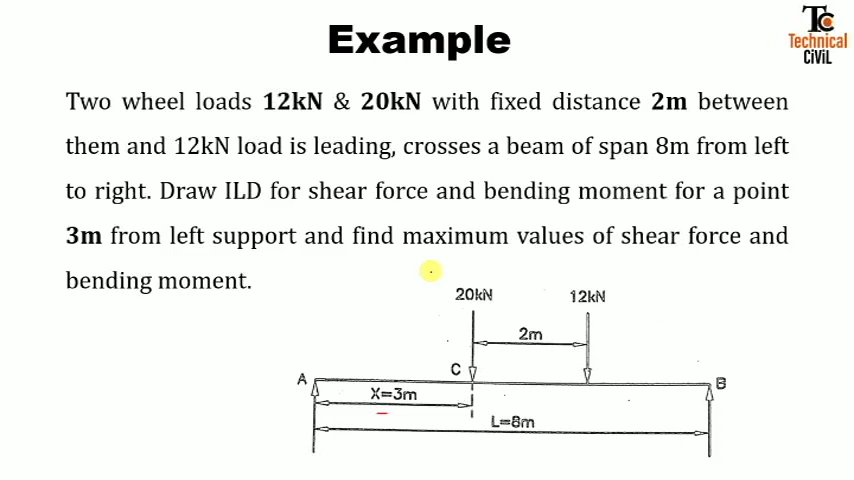 Example
Technical
CiViL
Two wheel loads 12kN & 20kN with fixed distance 2m between
them and 12kN load is leading, crosses a beam of span 8m from left
to right. Draw ILD for shear force and bending moment for a point
3m from left support and find maximum values of shear force and
bending moment.
20kN 12kN
2m
C
A B
X=3m
L=8m